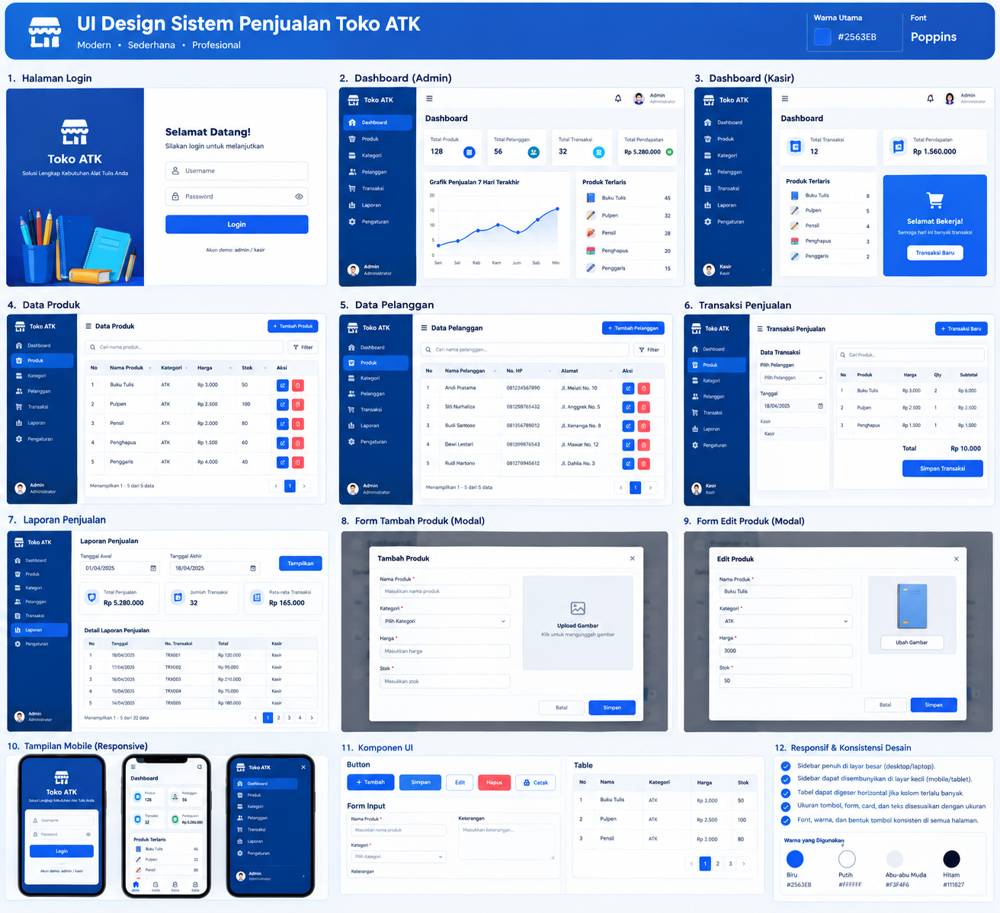 UI Design Sistem Penjualan Toko ATK
Modern • Sederhana • Profesional
Warna Utama
#2563EB
Font
Poppins
1. Halaman Login
Toko ATK
Solusi Lengkap Kebutuhan Alat Tulis Anda
Selamat Datang!
Silakan login untuk melanjutkan
Username
Password
Login
Akun demo: admin / kasir
2. Dashboard (Admin)
Toko ATK
Dashboard
Produk
Kategori
Pelanggan
Transaksi
Laporan
Pengaturan
Admin
Administrator
Admin
Administrator
Dashboard
Total Produk
128
Total Pelanggan
56
Total Transaksi
32
Total Pendapatan
Rp 5.280.000
Grafik Penjualan 7 Hari Terakhir
20
15
10
5
0
Sen Sel Rab Kam Jum Sab Min
Produk Terlaris
Buku Tulis 45
Pulpen 32
Pensil 28
Penghapus 20
Penggaris 15
3. Dashboard (Kasir)
Toko ATK
Dashboard
Produk
Kategori
Pelanggan
Transaksi
Laporan
Pengaturan
Kasir
Kasir
Admin
Administrator
Dashboard
Total Transaksi
12
Total Pendapatan
Rp 1.560.000
Produk Terlaris
Buku Tulis 8
Pulpen 5
Pensil 4
Penghapus 3
Penggaris 2
Selamat Bekerja!
Semoga hari ini banyak transaksi
Transaksi Baru
4. Data Produk
Toko ATK
Dashboard
Produk
Kategori
Pelanggan
Transaksi
Laporan
Pengaturan
Admin
Administrator
Data Produk
+ Tambah Produk
Cari nama produk...
Filter
No Nama Produk Kategori Harga Stok Aksi
1 Buku Tulis ATK Rp 3.000 50
2 Pulpen ATK Rp 2.500 100
3 Pensil ATK Rp 2.000 80
4 Penghapus ATK Rp 1.500 60
5 Penggaris ATK Rp 4.000 40
Menampilkan 1 - 5 dari 5 data
< 1 >
5. Data Pelanggan
Toko ATK
Dashboard
Produk
Kategori
Pelanggan
Transaksi
Laporan
Pengaturan
Admin
Administrator
Data Pelanggan
+ Tambah Pelanggan
Cari nama pelanggan...
Filter
No Nama Pelanggan No. HP Alamat Aksi
1 Andi Pratama 081234567890 Jl. Melati No. 10
2 Siti Nurhaliza 081298765432 Jl. Anggrek No. 5
3 Budi Santoso 081356789012 Jl. Kenanga No. 8
4 Dewi Lestari 081399876543 Jl. Mawar No. 12
5 Rudi Hartono 081278945612 Jl. Dahlia No. 3
Menampilkan 1 - 5 dari 5 data
< 1 >
6. Transaksi Penjualan
Toko ATK
Dashboard
Produk
Kategori
Pelanggan
Transaksi
Laporan
Pengaturan
Kasir
Kasir
Transaksi Penjualan
+ Transaksi Baru
Data Transaksi
Pilih Pelanggan
Pilih Pelanggan
Tanggal
18/04/2025
Kasir
Kasir
Cari Produk...
No Produk Harga Qty Subtotal
1 Buku Tulis Rp 3.000 2 Rp 6.000
2 Pulpen Rp 2.500 1 Rp 2.500
3 Penghapus Rp 1.500 1 Rp 1.500
Total Rp 10.000
Simpan Transaksi
7. Laporan Penjualan
Toko ATK
Dashboard
Produk
Kategori
Pelanggan
Transaksi
Laporan
Pengaturan
Admin
Administrator
Laporan Penjualan
Tanggal Awal
01/04/2025
Tanggal Akhir
18/04/2025
Tampilkan
Total Penjualan
Rp 5.280.000
Jumlah Transaksi
32
Rata-rata Transaksi
Rp 165.000
Detail Laporan Penjualan
No Tanggal No. Transaksi Total Kasir
1 18/04/2025 TRX001 Rp 120.000 Kasir
2 17/04/2025 TRX002 Rp 95.000 Kasir
3 16/04/2025 TRX003 Rp 210.000 Kasir
4 15/04/2025 TRX004 Rp 75.000 Kasir
5 14/04/2025 TRX005 Rp 180.000 Kasir
Menampilkan 1 - 5 dari 32 data
< 1 2 3 4 >
8. Form Tambah Produk (Modal)
Tambah Produk
Nama Produk *
Masukkan nama produk
Kategori *
Pilih Kategori
Harga *
Masukkan harga
Stok *
Masukkan stok
Upload Gambar
Klik untuk mengunggah gambar
Batal
Simpan
9. Form Edit Produk (Modal)
Edit Produk
Nama Produk *
Buku Tulis
Kategori *
ATK
Harga *
3000
Stok *
50
Ubah Gambar
Batal
Simpan
10. Tampilan Mobile (Responsive)
Toko ATK
Solusi Lengkap Kebutuhan Alat Tulis Anda
Username
Password
Login
Akun demo: admin / kasir
Dashboard
Produk
128
Pelanggan
56
Transaksi
32
Pendapatan
Rp 5.280.000
Produk Terlaris
Buku Tulis 45
Pulpen 32
Pensil 28
Toko ATK
Dashboard
Produk
Kategori
Pelanggan
Transaksi
Laporan
Pengaturan
Admin
Administrator
11. Komponen UI
Button
+ Tambah
Simpan
Edit
Hapus
Cetak
Form Input
Nama Produk *
Masukkan nama produk
Kategori *
Pilih Kategori
Keterangan
Keterangan
Masukkan keterangan...
Table
No Nama Kategori Harga Stok
1 Buku Tulis ATK Rp 3.000 50
2 Pulpen ATK Rp 2.500 100
3 Pensil ATK Rp 2.000 80
< 1 2 3 >
12. Responsif & Konsistensi Desain
Sidebar penuh di layar besar (desktop/laptop).
Sidebar dapat disembunyikan di layar kecil (mobile/tablet).
Tabel dapat digeser horizontal jika kolom terlalu banyak.
Ukuran tombol, form, card, dan teks disesuaikan dengan ukuran
Font, warna, dan bentuk tombol konsisten di semua halaman.
Warna yang Digunakan
Biru
#2563EB
Putih
#FFFFFF
Abu-abu Muda
#F3F4F6
Hitam
#111827